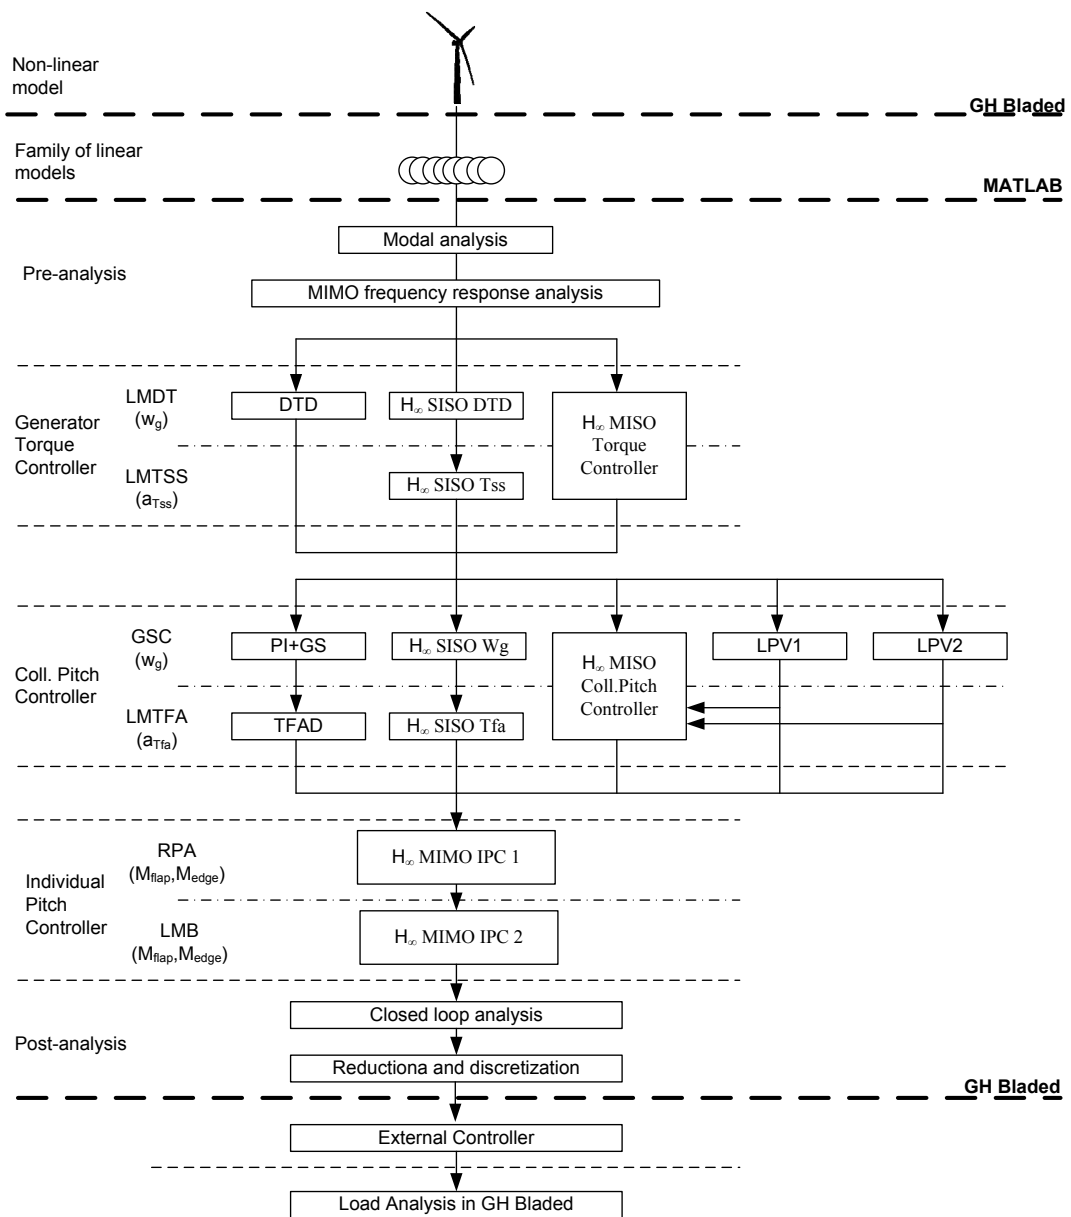 Non-linear
model
GH Bladed
Family of linear
models
MATLAB
Modal analysis
Pre-analysis
MIMO frequency response analysis
LMDT
(wg)
DTD
H∞ SISO DTD
H∞ MISO
Torque
Controller
Generator
Torque
Controller
LMTSS
(aTss)
H∞ SISO Tss
GSC
(wg)
PI+GS
H∞ SISO Wg
H∞ MISO
Coll.Pitch
Controller
LPV1
LPV2
Coll. Pitch
Controller
LMTFA
(aTfa)
TFAD
H∞ SISO Tfa
RPA
(Mflap,Medge)
H∞ MIMO IPC 1
Individual
Pitch
Controller
LMB
(Mflap,Medge)
H∞ MIMO IPC 2
Closed loop analysis
Post-analysis
Reductiona and discretization
GH Bladed
External Controller
Load Analysis in GH Bladed